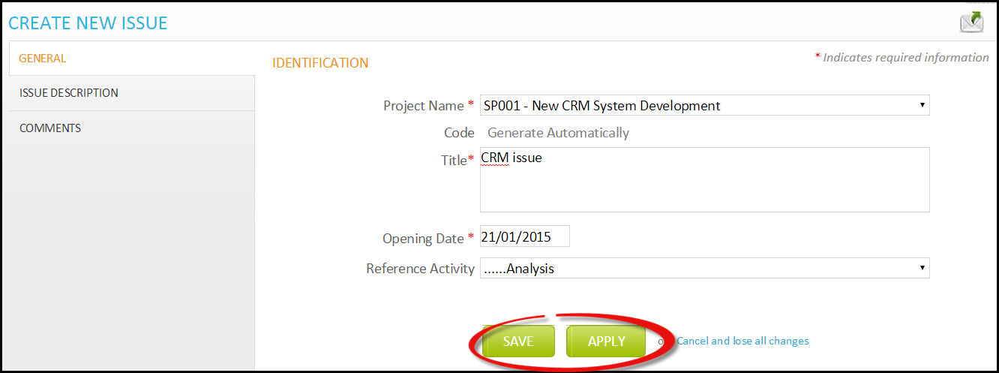 CREATE NEW ISSUE
GENERAL
ISSUE DESCRIPTION
COMMENTS
* Indicates required information
IDENTIFICATION
Project Name * SP001 - New CRM System Development
Code Generate Automatically
Title* CRM issue
Opening Date * 21/01/2015
Reference Activity ......Analysis
SAVE APPLY Cancel and lose all changes